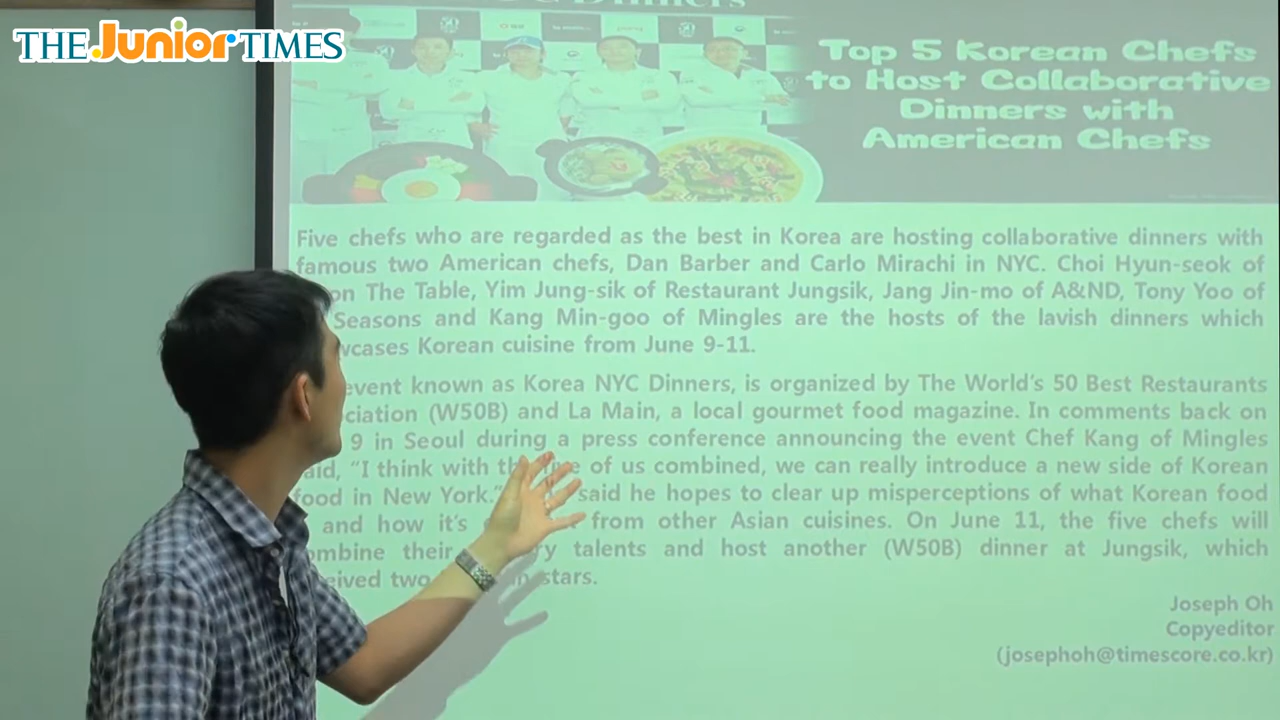 THE Junior TIMES
& Dinners
Top 5 Korean Chefs
to Host Collaborative
Dinners with
American Chefs
Five chefs who are regarded as the best in Korea are hosting collaborative dinners with
famous two American chefs, Dan Barber and Carlo Mirachi in NYC. Choi Hyun-seok of
on The Table, Yim Jung-sik of Restaurant Jungsik, Jang Jin-mo of A&ND, Tony Yoo of
Seasons and Kang Min-goo of Mingles are the hosts of the lavish dinners which
wcases Korean cuisine from June 9-11.
event known as Korea NYC Dinners, is organized by The World's 50 Best Restaurants
ciation (W50B) and La Main, a local gourmet food magazine. In comments back on
9 in Seoul during a press conference announcing the event Chef Kang of Mingles
aid, "I think with the five of us combined, we can really introduce a new side of Korean
food in New York." said he hopes to clear up misperceptions of what Korean food
and how it's from other Asian cuisines. On June 11, the five chefs will
ombine their talents and host another (W50B) dinner at Jungsik, which
eived two stars.
Joseph Oh
Copyeditor
(josephoh@timescore.co.kr)